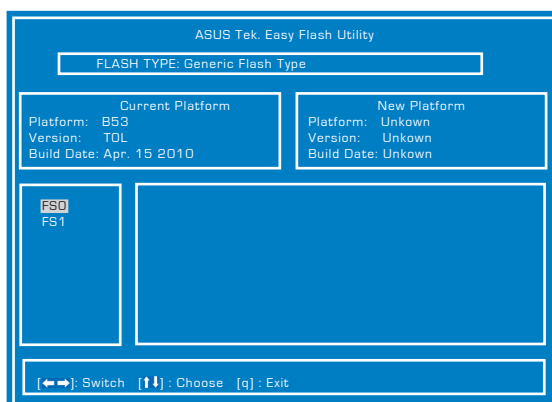 ASUS Tek. Easy Flash Utility
FLASH TYPE: Generic Flash Type
Current Platform
Platform: B53
Version: TOL
Build Date: Apr. 15 2010
New Platform
Platform: Unkown
Version: Unkown
Build Date: Unkown
FS0
FS1
[←→]: Switch [↑↓] : Choose [q] : Exit